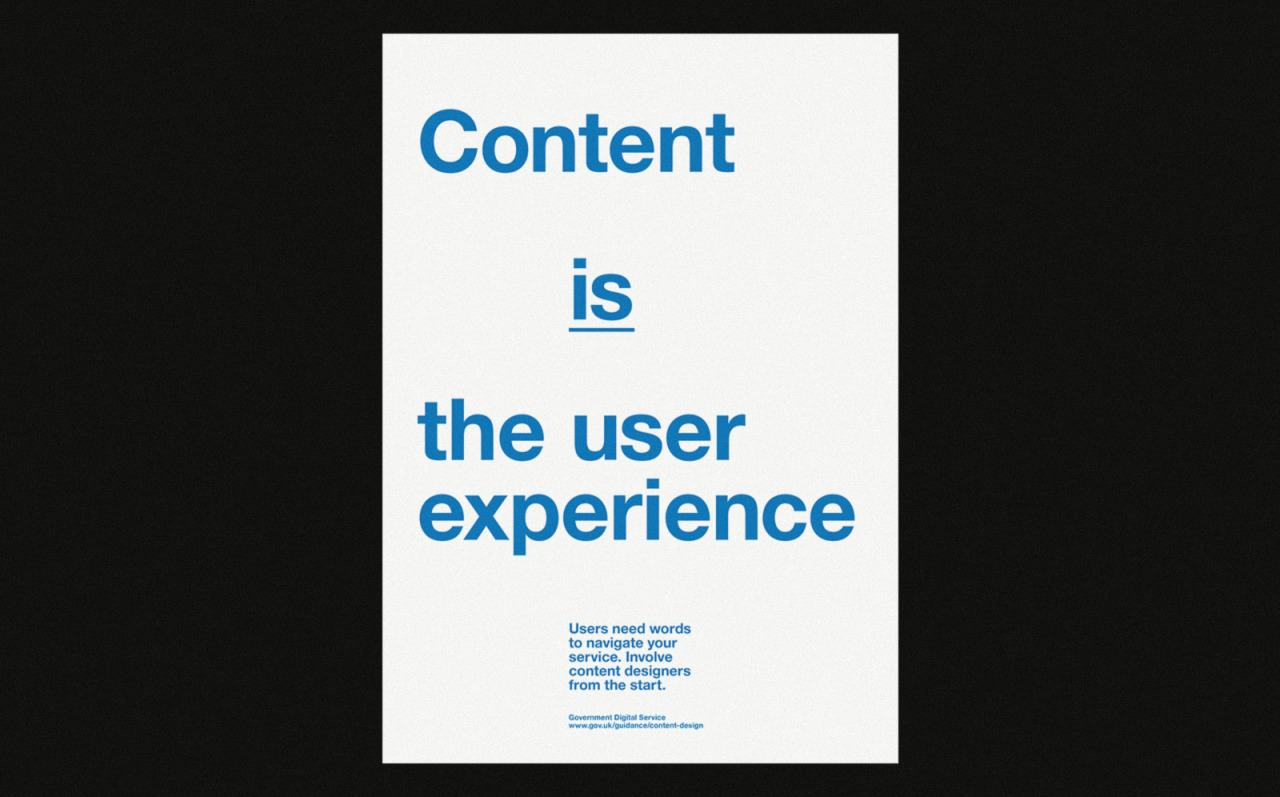 Content
is
the user
experience
Users need words
to navigate your
service. Involve
content designers
from the start.
Government Digital Service
www.gov.uk/guidance/content-design